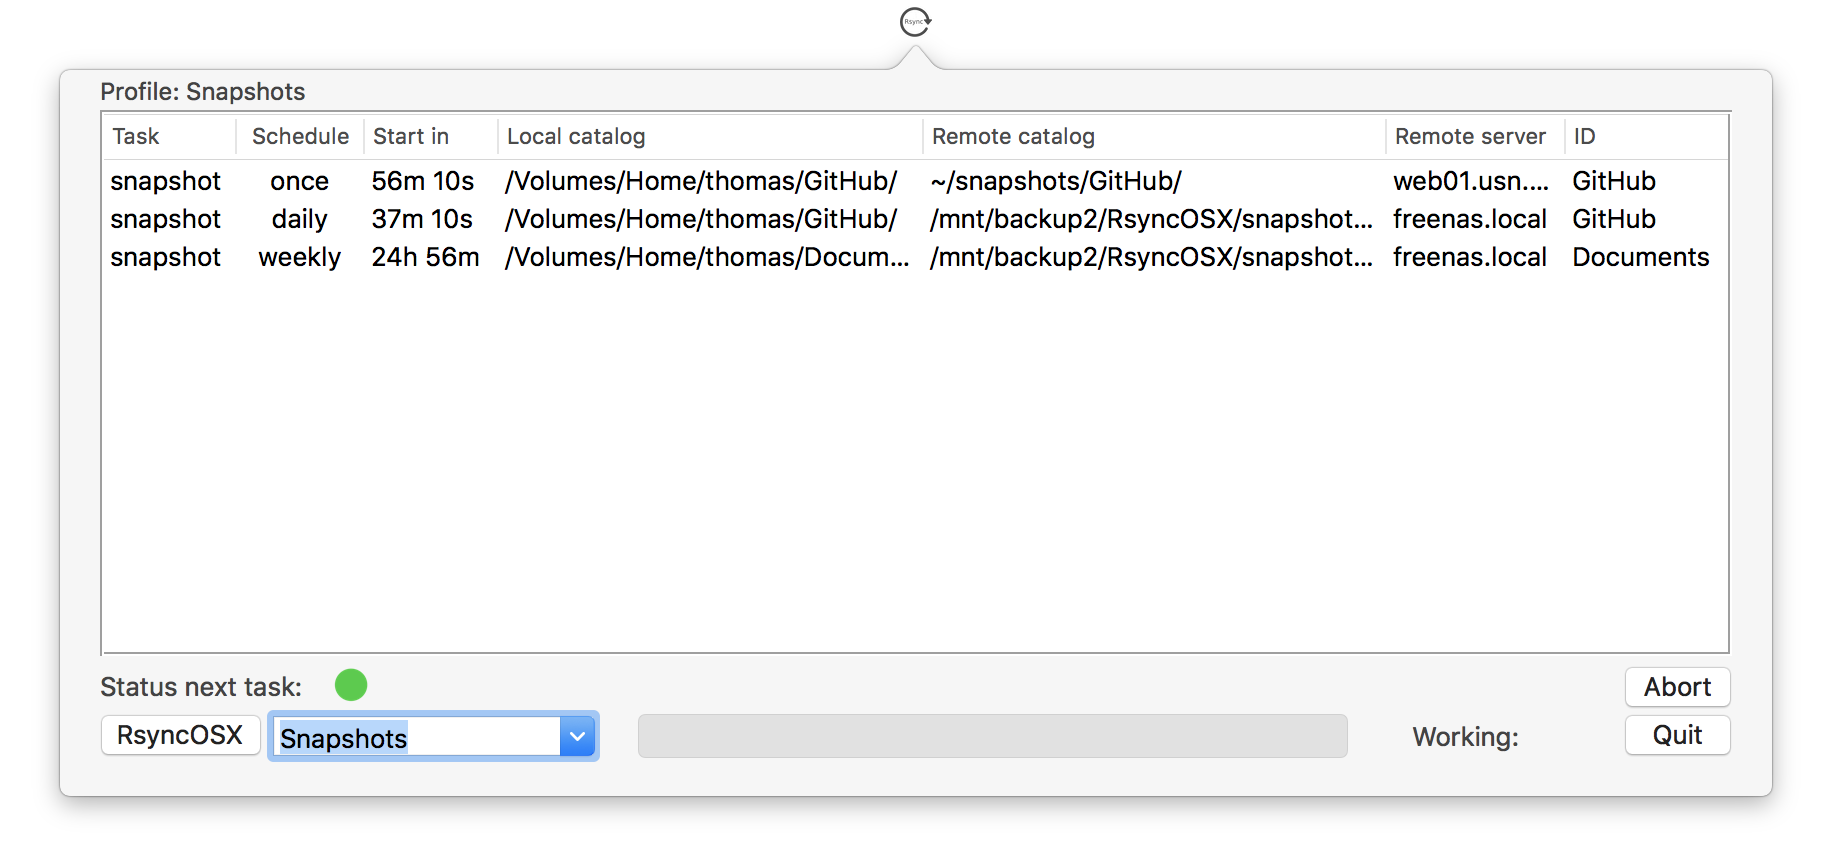 Rsync
Profile: Snapshots
Task Schedule Start in Local catalog Remote catalog Remote server ID
snapshot once 56m 10s /Volumes/Home/thomas/GitHub/ ~/snapshots/GitHub/ web01.usn.... GitHub
snapshot daily 37m 10s /Volumes/Home/thomas/GitHub/ /mnt/backup2/RsyncOSX/snapshot... freenas.local GitHub
snapshot weekly 24h 56m /Volumes/Home/thomas/Docum... /mnt/backup2/RsyncOSX/snapshot... freenas.local Documents
Status next task: Abort
RsyncOSX Snapshots Working: Quit